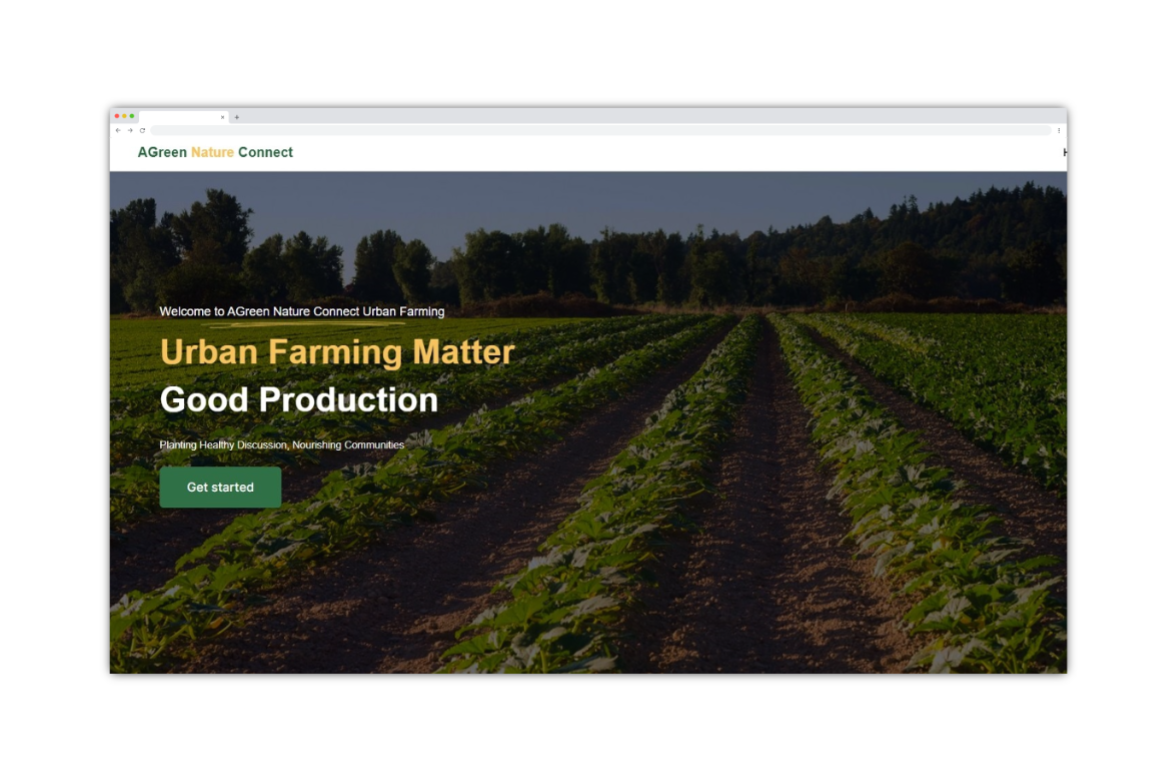 AGreen Nature Connect
Welcome to AGreen Nature Connect Urban Farming
Urban Farming Matter
Good Production
Planting Healthy Discussion, Nourishing Communities
Get started